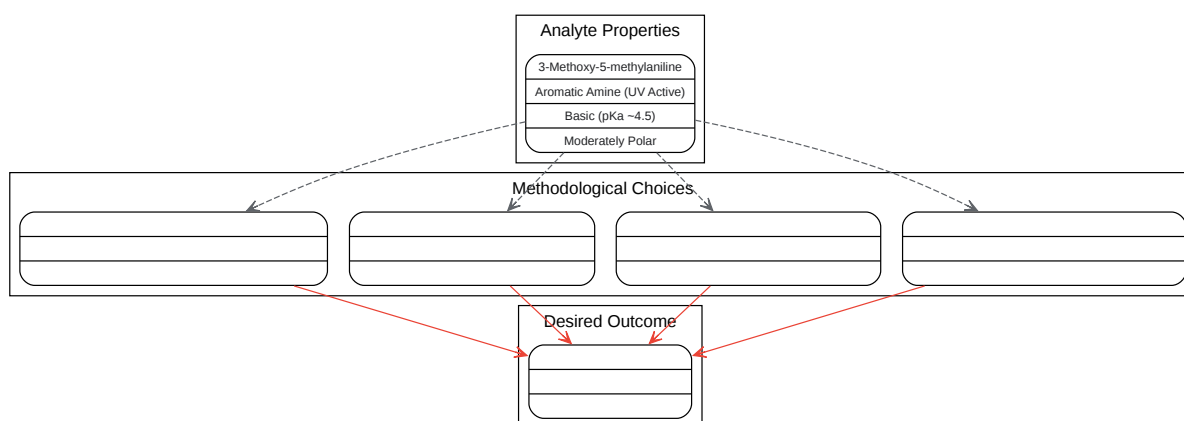 Analyte Properties
3-Methoxy-5-methylaniline
Aromatic Amine (UV Active)
Basic (pKa ~4.5)
Moderately Polar
Methodological Choices
Desired Outcome